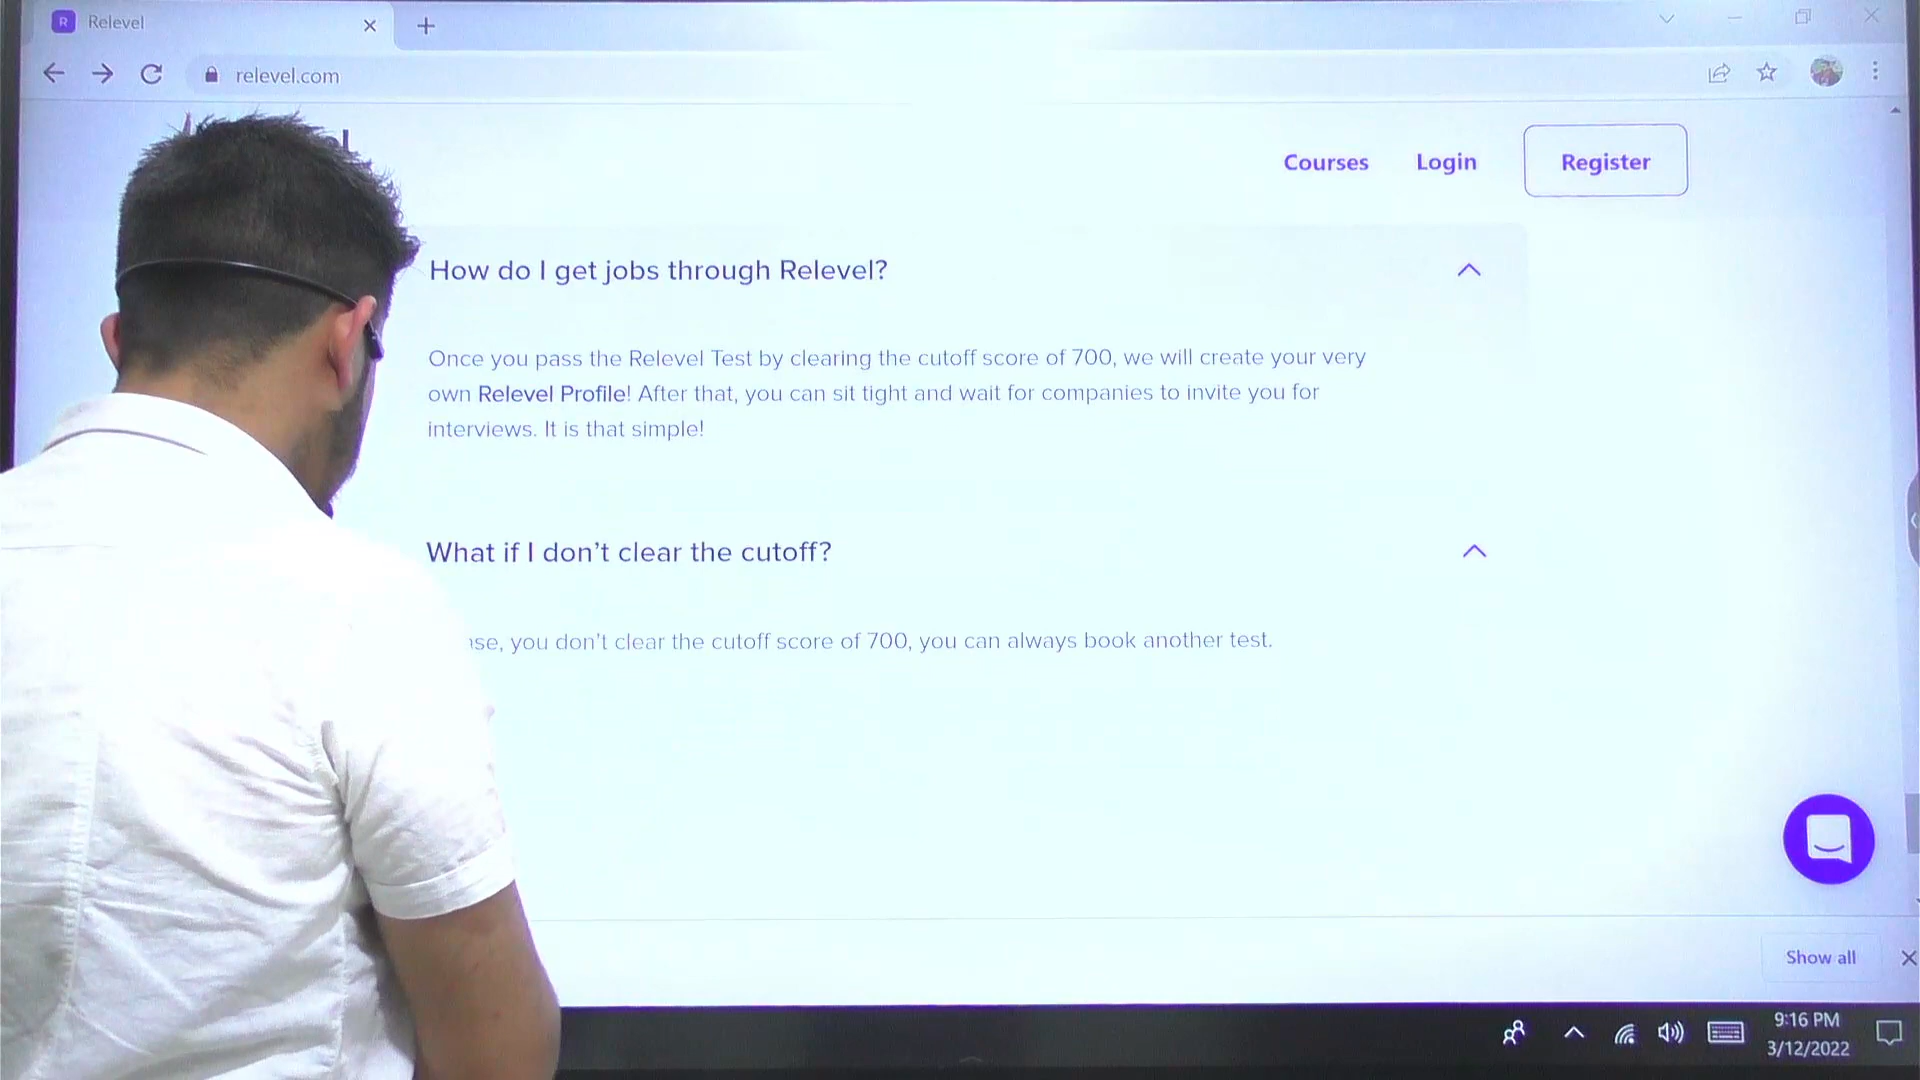 R Relevel
relevel.com
Courses Login Register
How do I get jobs through Relevel?
Once you pass the Relevel Test by clearing the cutoff score of 700, we will create your very
own Relevel Profile! After that, you can sit tight and wait for companies to invite you for
interviews. It is that simple!
What if I don't clear the cutoff?
you don't clear the cutoff score of 700, you can always book another test.
Show all
9:16 PM
3/12/2022